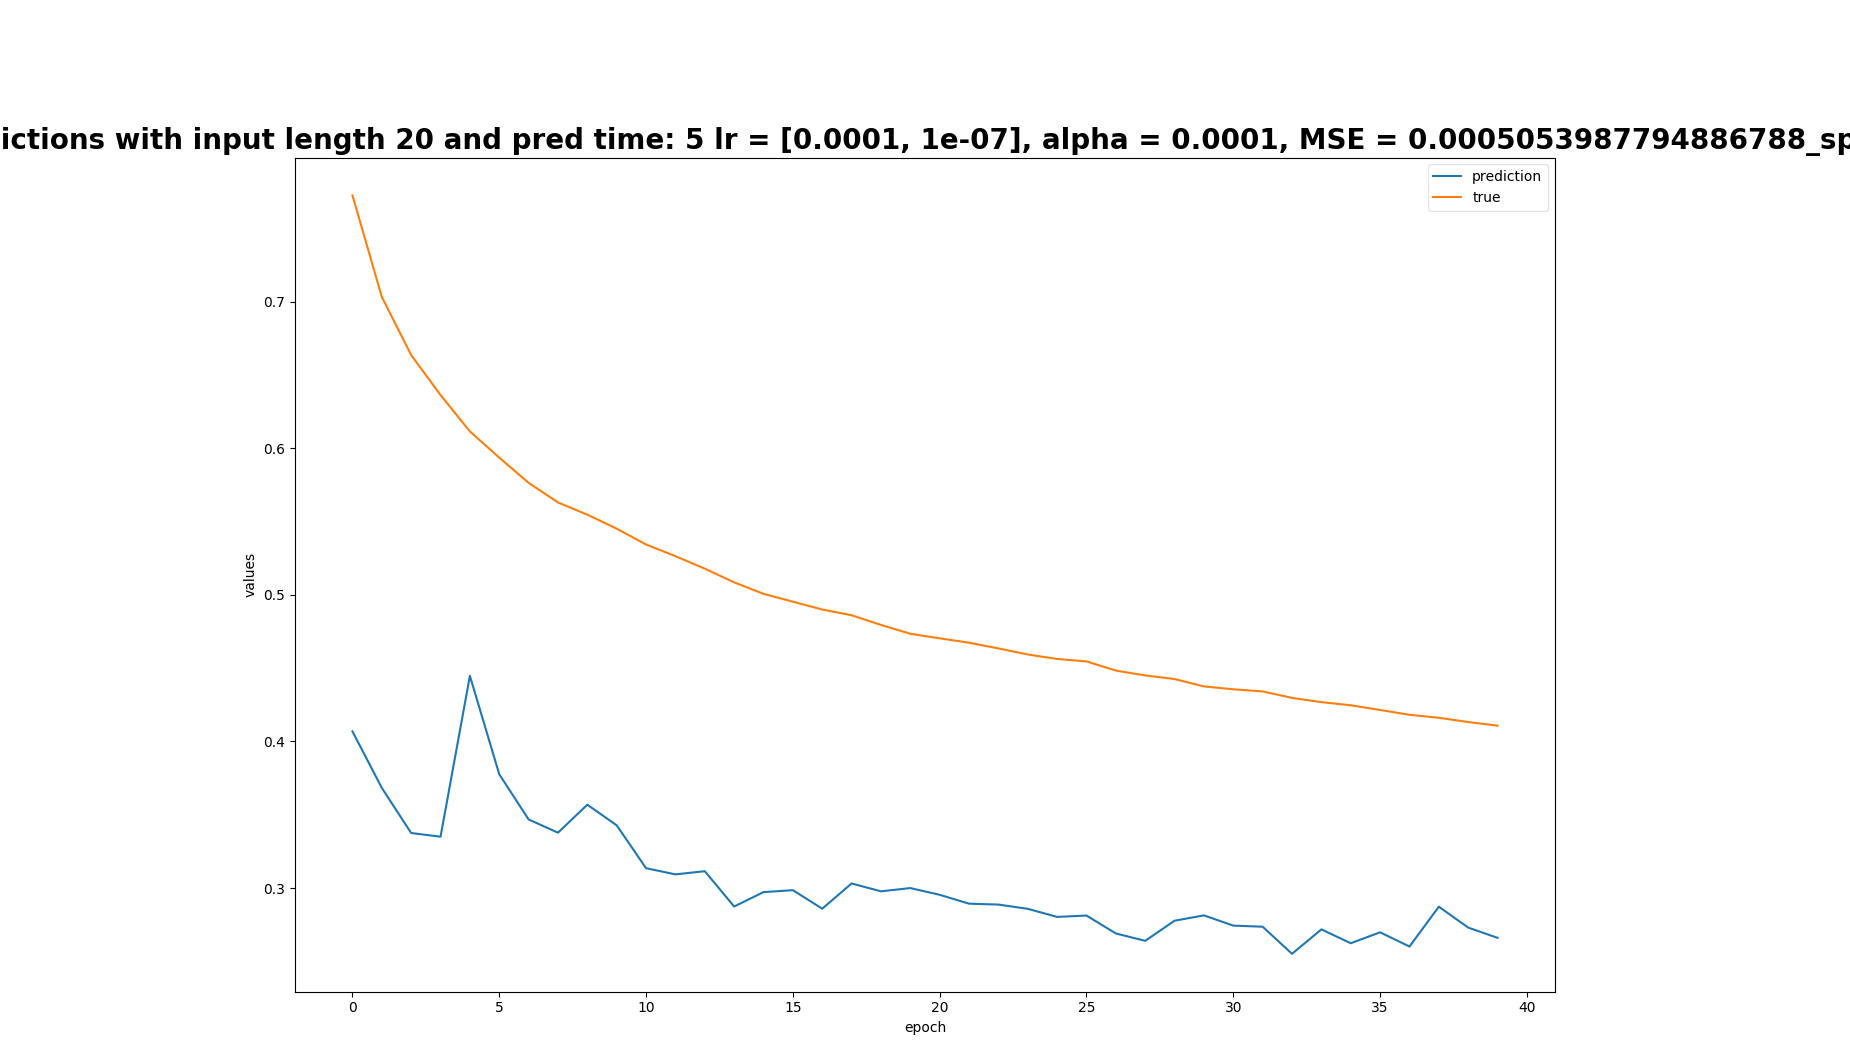 ictions with input length 20 and pred time: 5 lr = [0.0001, 1e-07], alpha = 0.0001, MSE = 0.0005053987794886788_sp
prediction
true
0.7
0.6
0.5
0.4
0.3
values
0 5 10 15 20 25 30 35 40
epoch